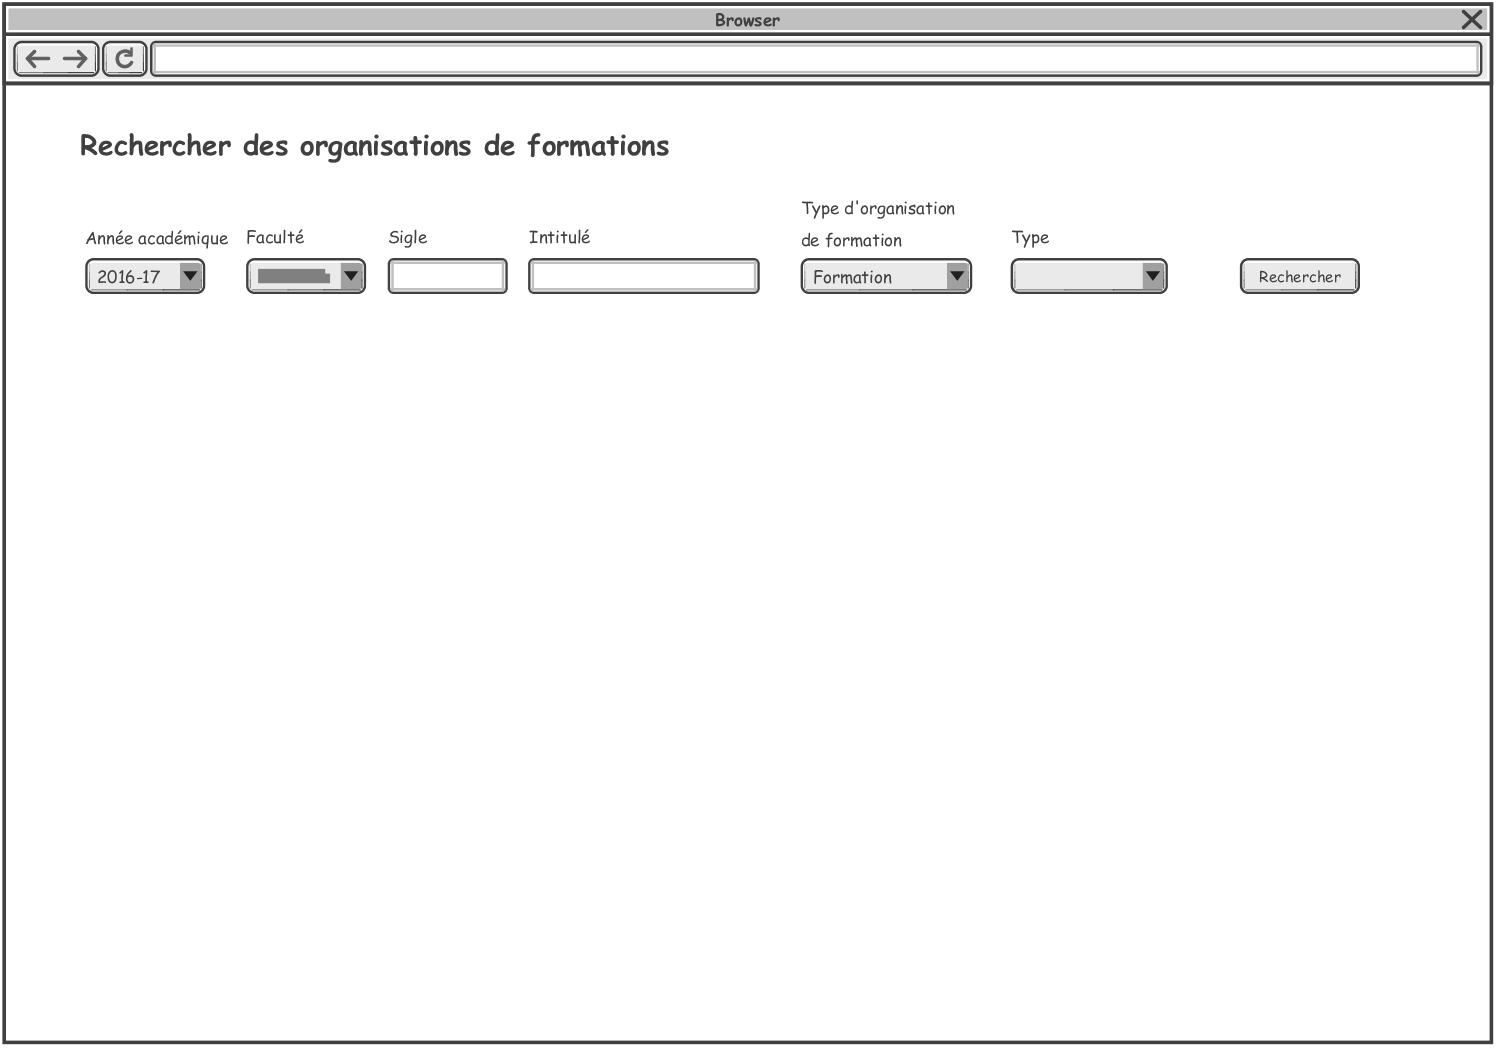 Browser
Rechercher des organisations de formations
Type d'organisation
Année académique Faculté Sigle Intitulé de formation Type
2016-17 Formation Rechercher